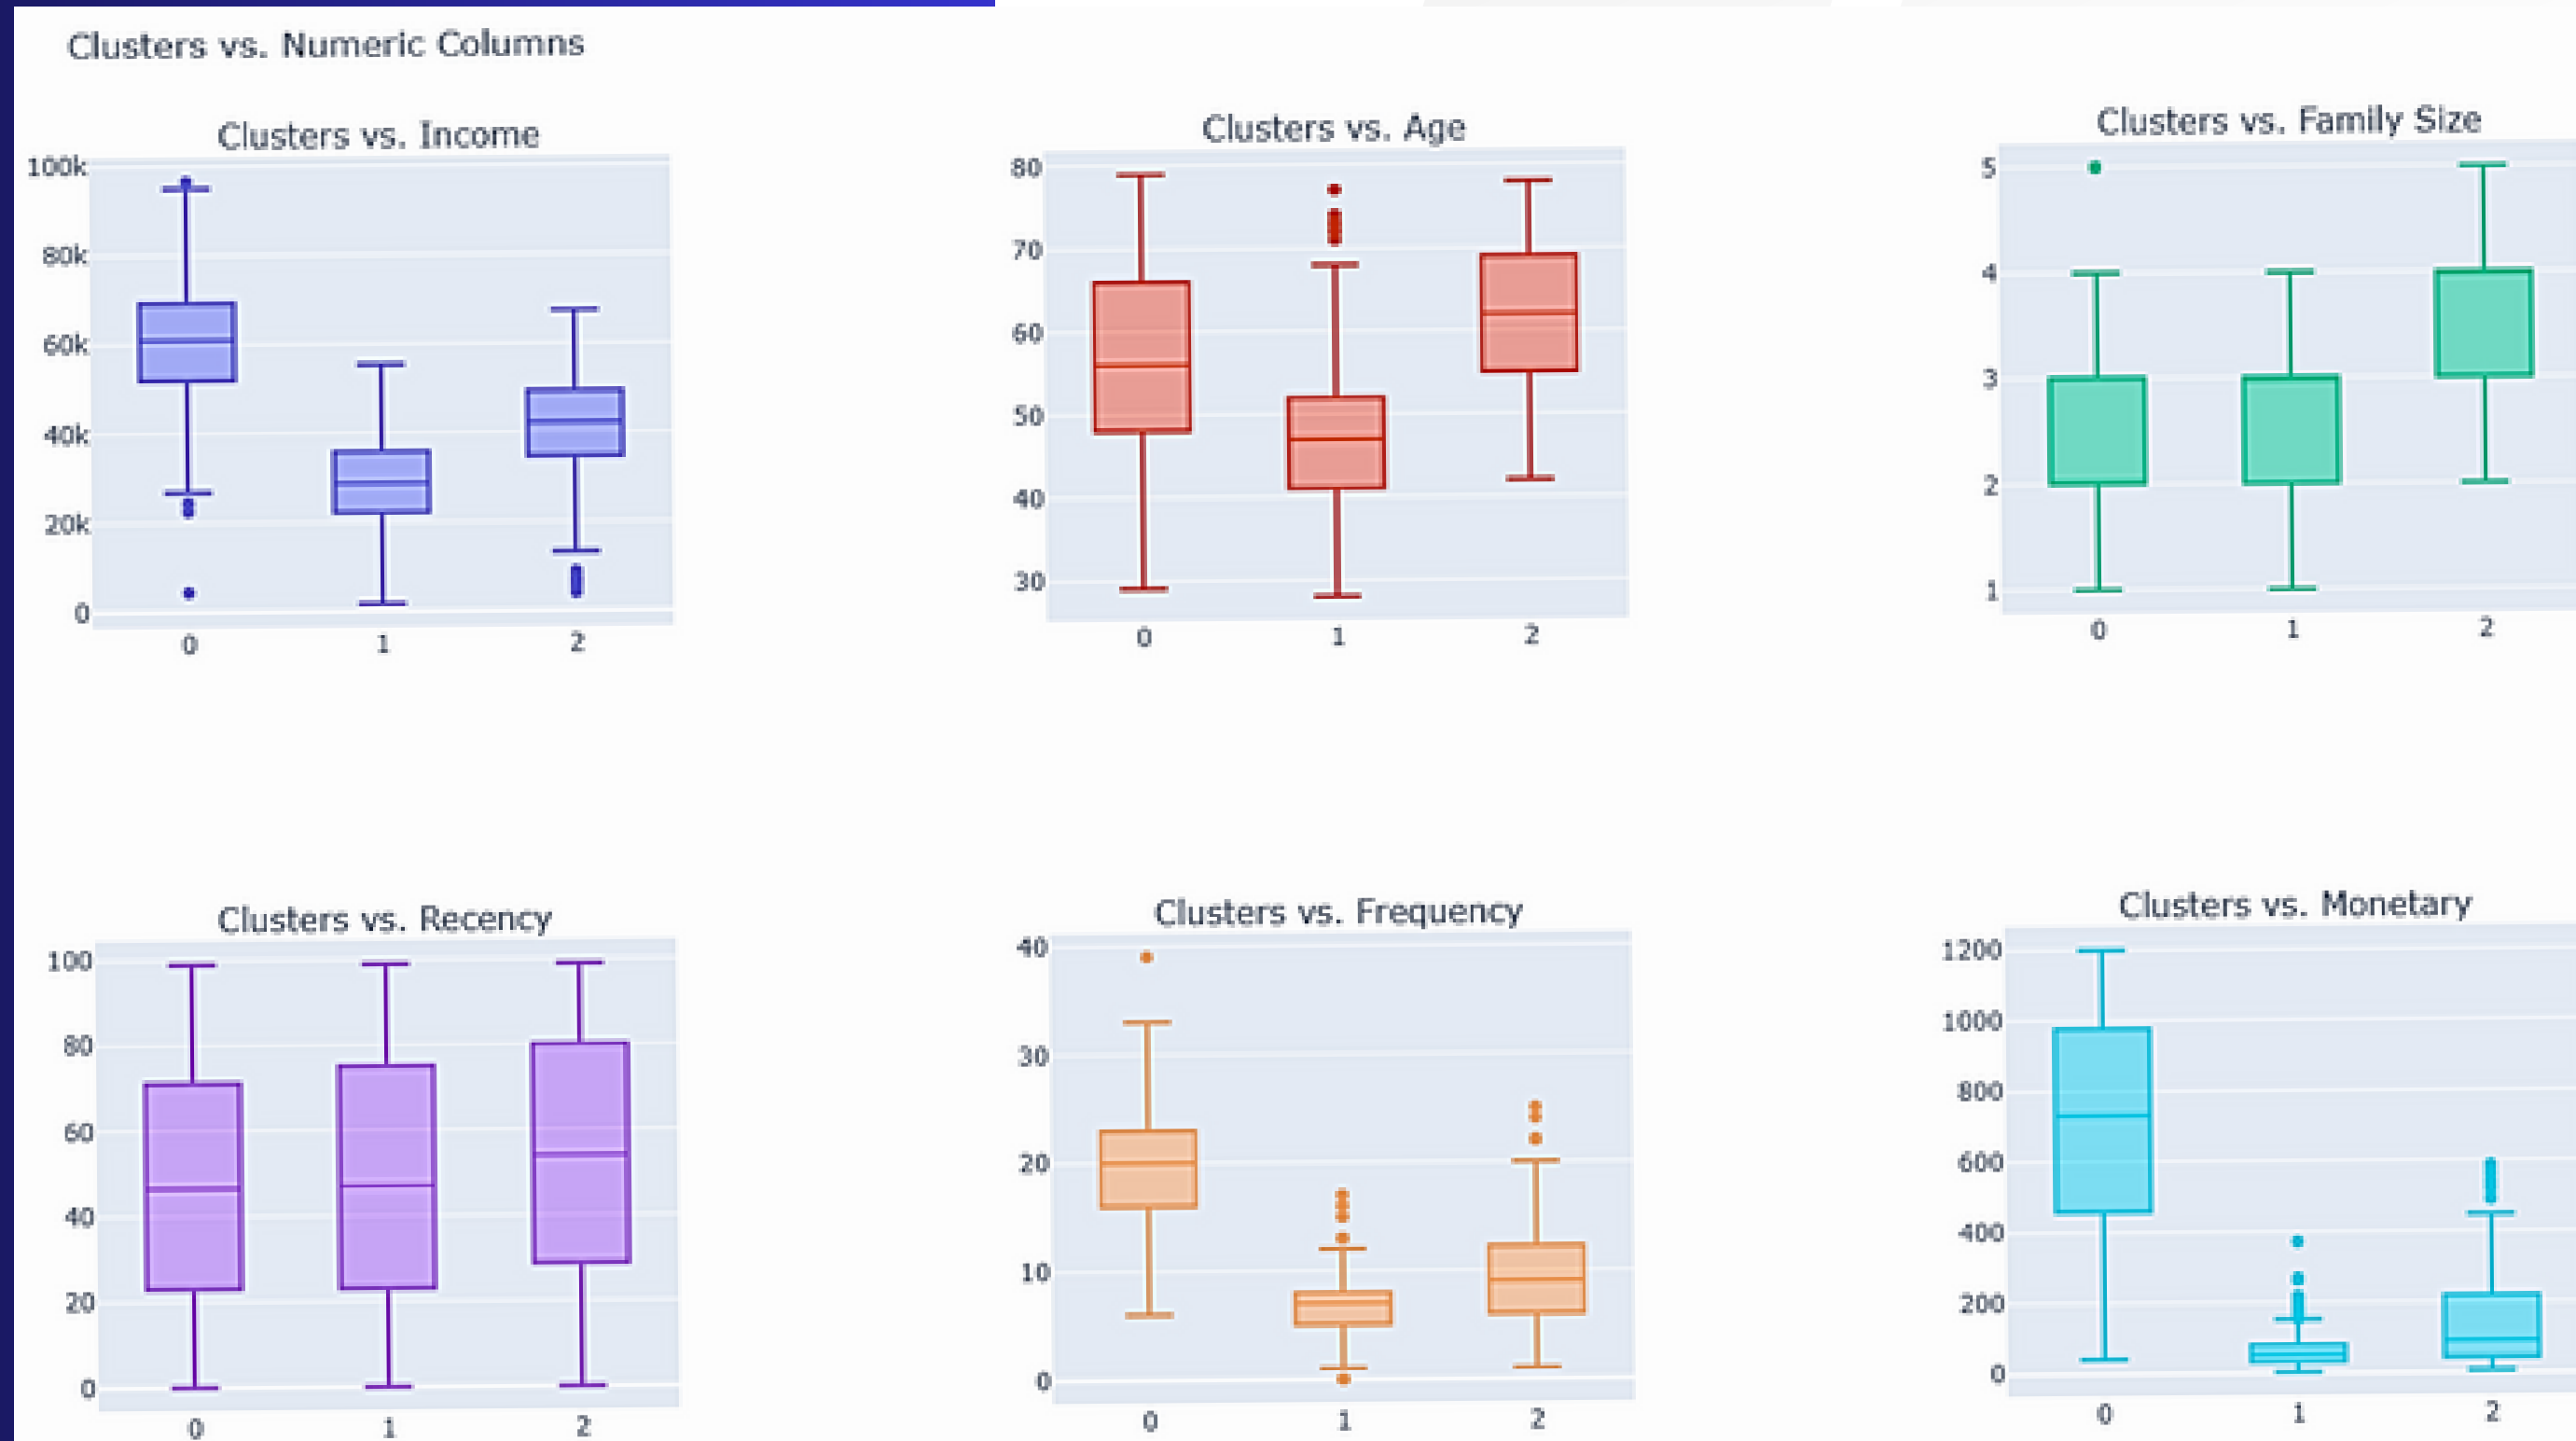 Clusters vs. Numeric Columns
Clusters vs. Income
100k
80k
60k
40k
20k
0
0 1 2
Clusters vs. Age
80
70
60
50
40
30
0 1 2
Clusters vs. Family Size
5
4
3
2
1
0 1 2
Clusters vs. Recency
100
80
60
40
20
0
0 1 2
Clusters vs. Frequency
40
30
20
10
0
0 1 2
Clusters vs. Monetary
1200
1000
800
600
400
200
0
0 1 2